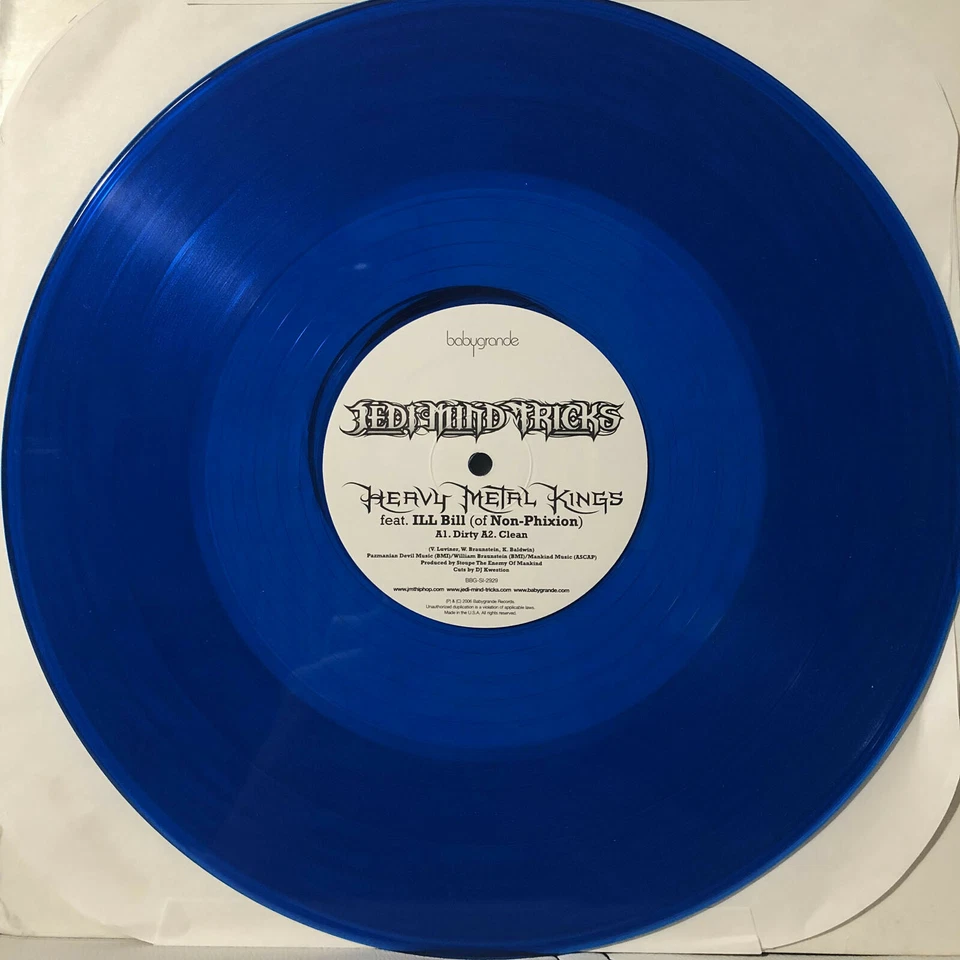 babygrande
JEDI MIND TRICKS
HEAVY METAL KINGS
feat. ILL Bill (of Non-Phixion)
A1. Dirty A2. Clean
(V. Luviner, W. Braunstein, K. Baldwin)
Pazmanian Devil Music (BMI)/William Braunstein (BMI)/Mankind Music (ASCAP)
Produced by Stoupe The Enemy Of Mankind
Cuts by DJ Kwestion
BBG-SI-2929
www.jmthiphop.com www.jedi-mind-tricks.com www.babygrande.com
(P) & (C) 2006 Babygrande Records.
Unauthorized duplication is a violation of applicable laws.
Made in the U.S.A. All rights reserved.